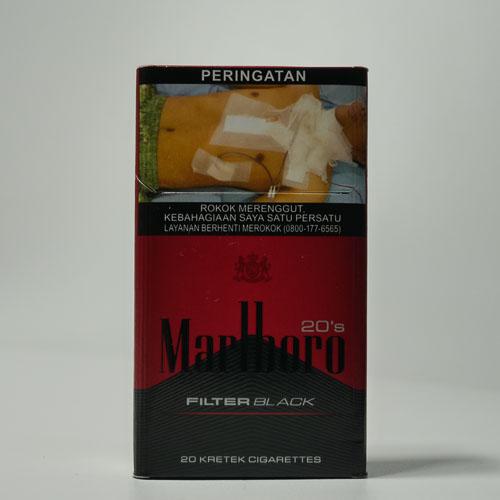 PERINGATAN
ROKOK MERENGGUT,
KEBAHAGIAAN SAYA SATU PERSATU
LAYANAN BERHENTI MEROKOK (0800-177-6565)
20's
Marlboro
FILTER BLACK
20 KRETEK CIGARETTES